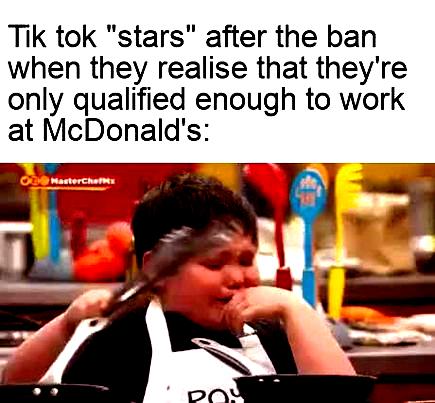 Tik tok "stars" after the ban
when they realise that they're
only qualified enough to work
at McDonald's:
MasterChefMx